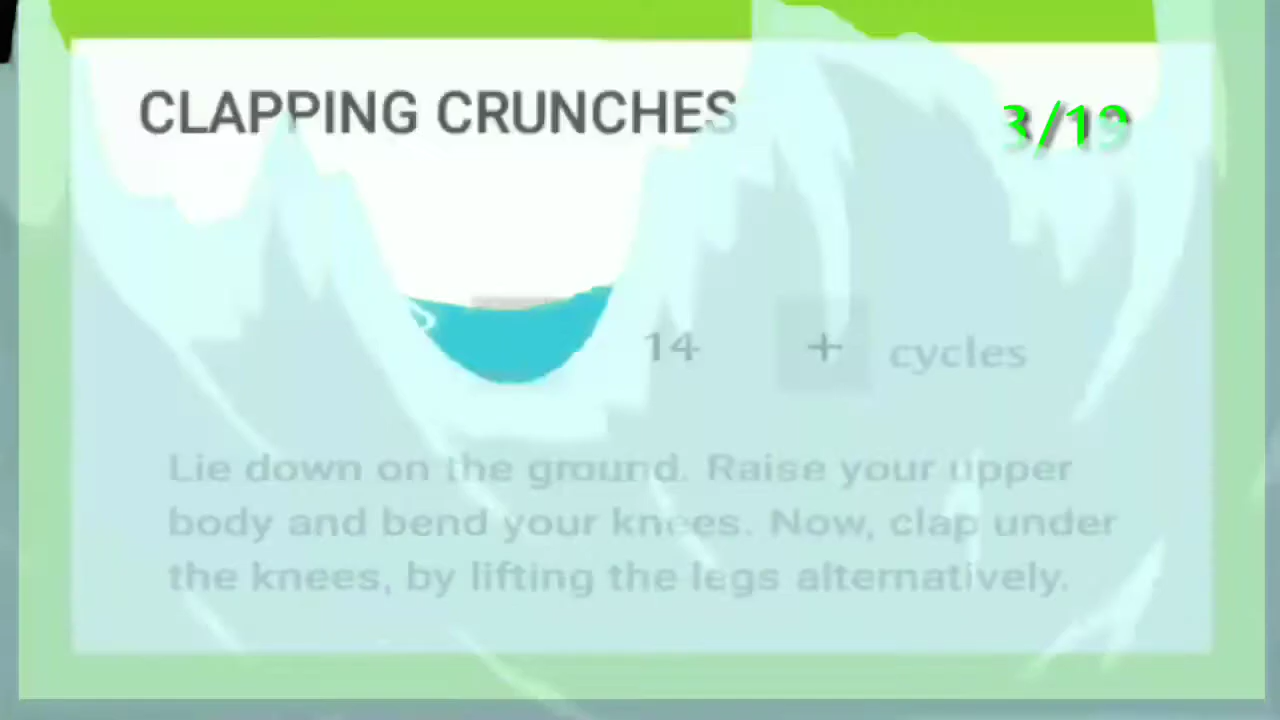 CLAPPING CRUNCHES
3/19
14 + cycles
Lie down on the ground. Raise your upper
body and bend your knees. Now, clap under
the knees, by lifting the legs alternatively.